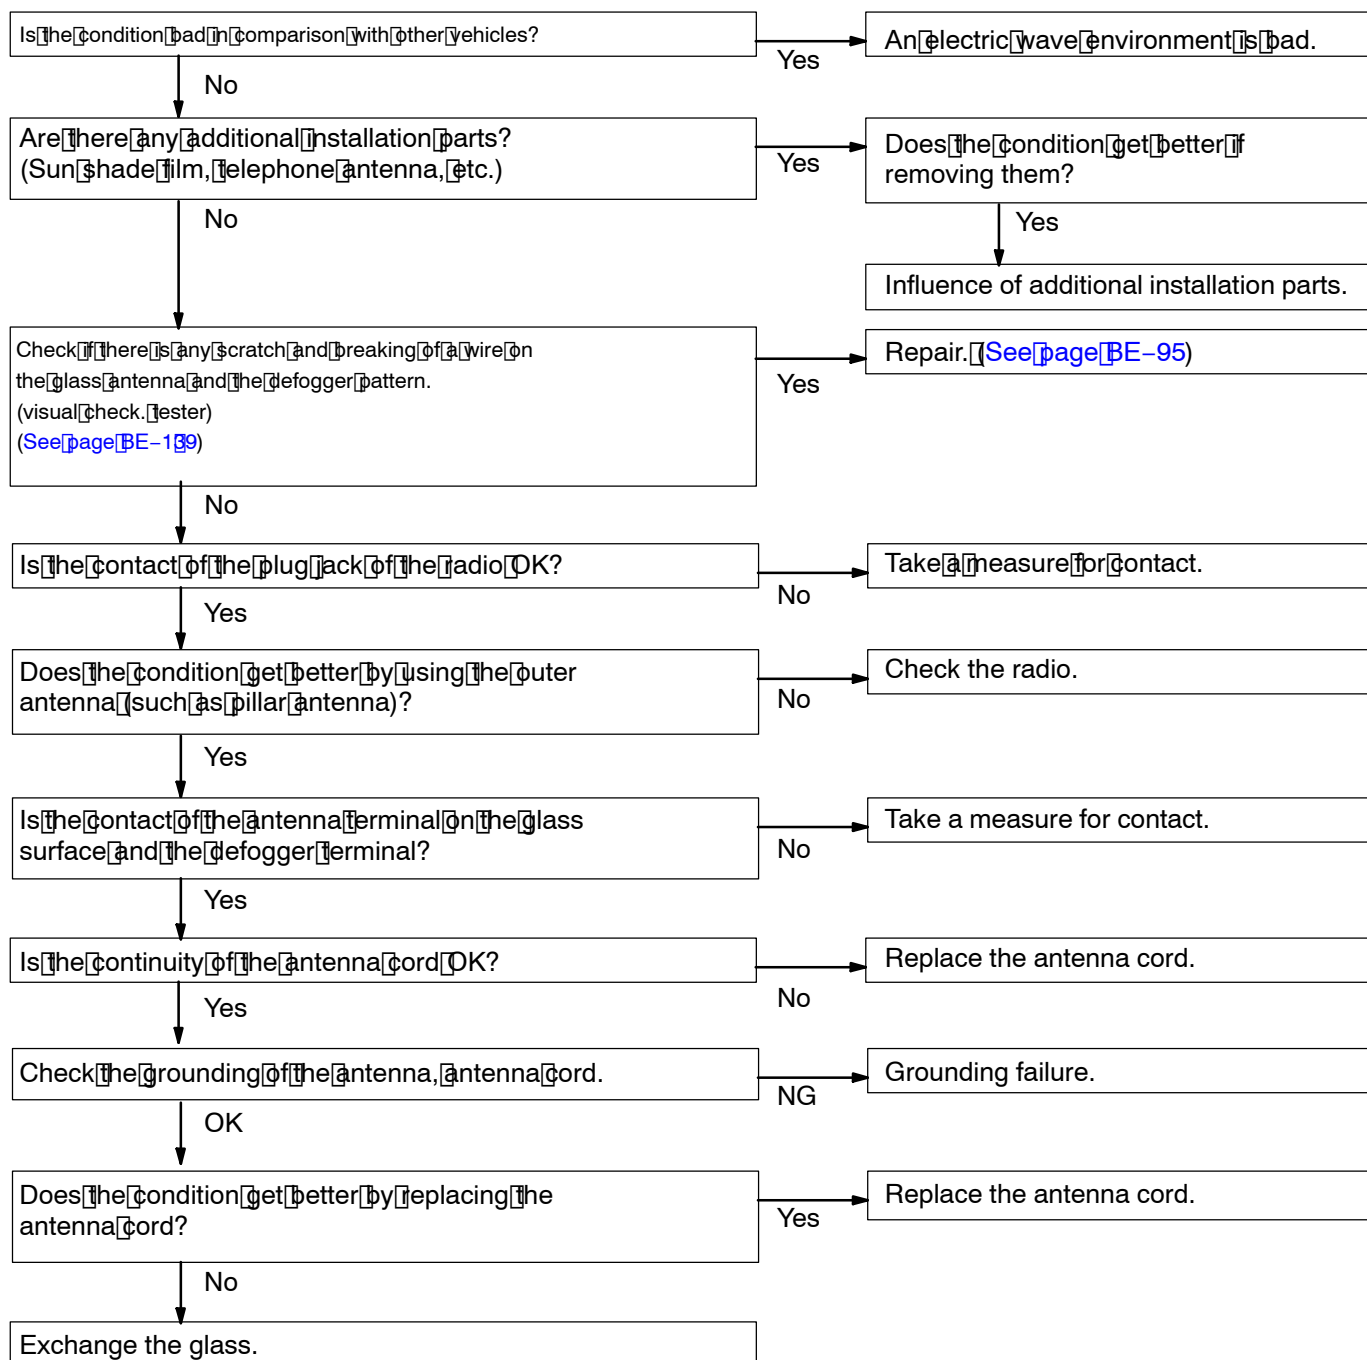 Is the condition bad in comparison with other vehicles?
Yes
An electric wave environment is bad.
No
Are there any additional installation parts?
(Sun shade film, telephone antenna, etc.)
Yes
Does the condition get better if
removing them?
No
Yes
Influence of additional installation parts.
Check if there is any scratch and breaking of a wire on
the glass antenna and the defogger pattern.
(visual check. tester)
(See page BE−139)
Yes
Repair. (See page BE−95)
No
Is the contact of the plug jack of the radio OK?
No
Take a measure for contact.
Yes
Does the condition get better by using the outer
antenna (such as pillar antenna)?
No
Check the radio.
Yes
Is the contact of the antenna terminal on the glass
surface and the defogger terminal?
No
Take a measure for contact.
Yes
Is the continuity of the antenna cord OK?
No
Replace the antenna cord.
Yes
Check the grounding of the antenna, antenna cord.
NG
Grounding failure.
OK
Does the condition get better by replacing the
antenna cord?
Yes
Replace the antenna cord.
No
Exchange the glass.